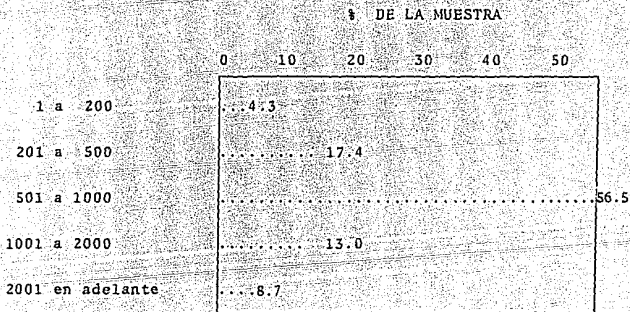 % DE LA MUESTRA
0 10 20 30 40 50
1 a 200 ...4.3
201 a 500 .......... 17.4
501 a 1000 ......................................56.5
1001 a 2000 ......... 13.0
2001 en adelante ....8.7